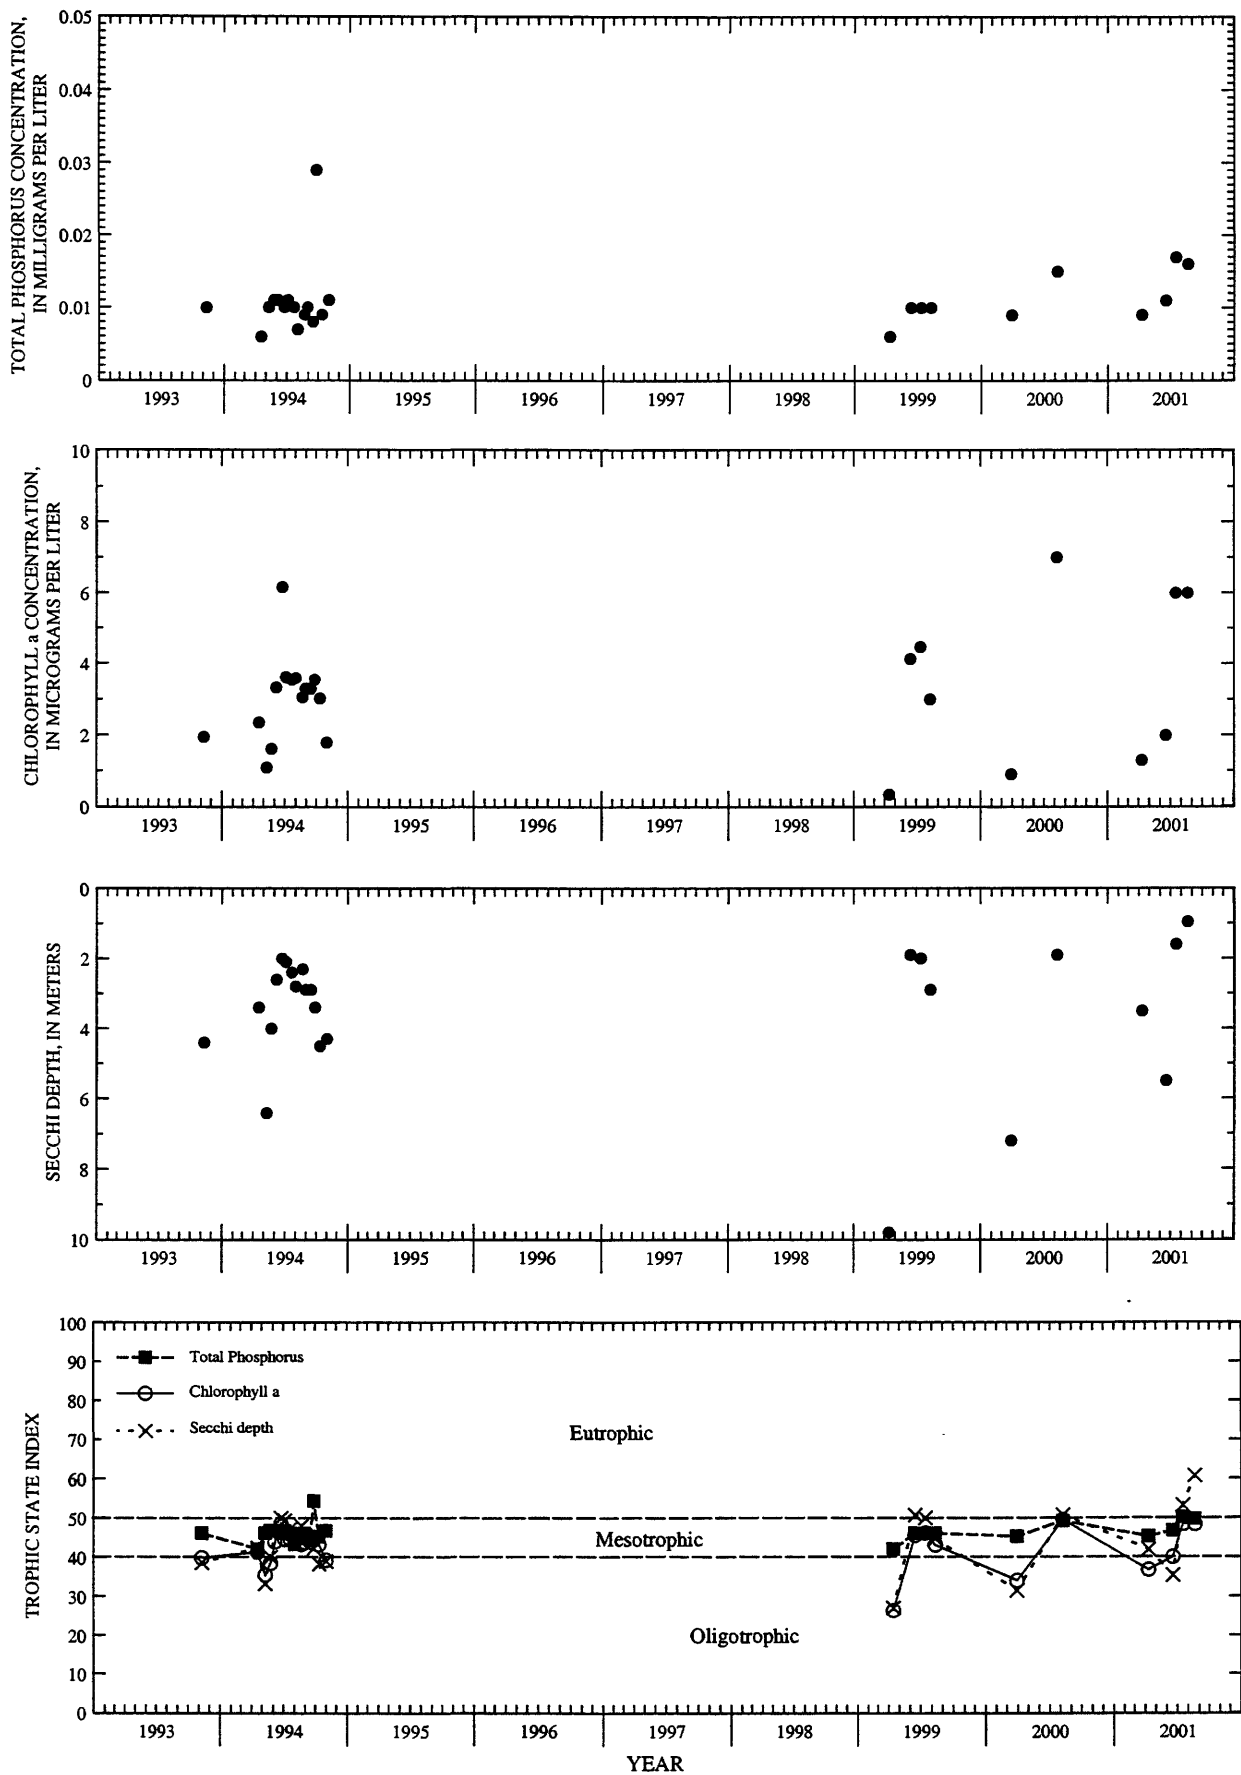 TOTAL PHOSPHORUS CONCENTRATION,
IN MILLIGRAMS PER LITER
0.05
0.04
0.03
0.02
0.01
0
1993 1994 1995 1996 1997 1998 1999 2000 2001
CHLOROPHYLL a CONCENTRATION,
IN MICROGRAMS PER LITER
10
8
6
4
2
0
1993 1994 1995 1996 1997 1998 1999 2000 2001
SECCHI DEPTH, IN METERS
0
2
4
6
8
10
1993 1994 1995 1996 1997 1998 1999 2000 2001
TROPHIC STATE INDEX
100
90
80
70
60
50
40
30
20
10
0
Total Phosphorus
Chlorophyll a
Secchi depth
Eutrophic
Mesotrophic
Oligotrophic
1993 1994 1995 1996 1997 1998 1999 2000 2001
YEAR